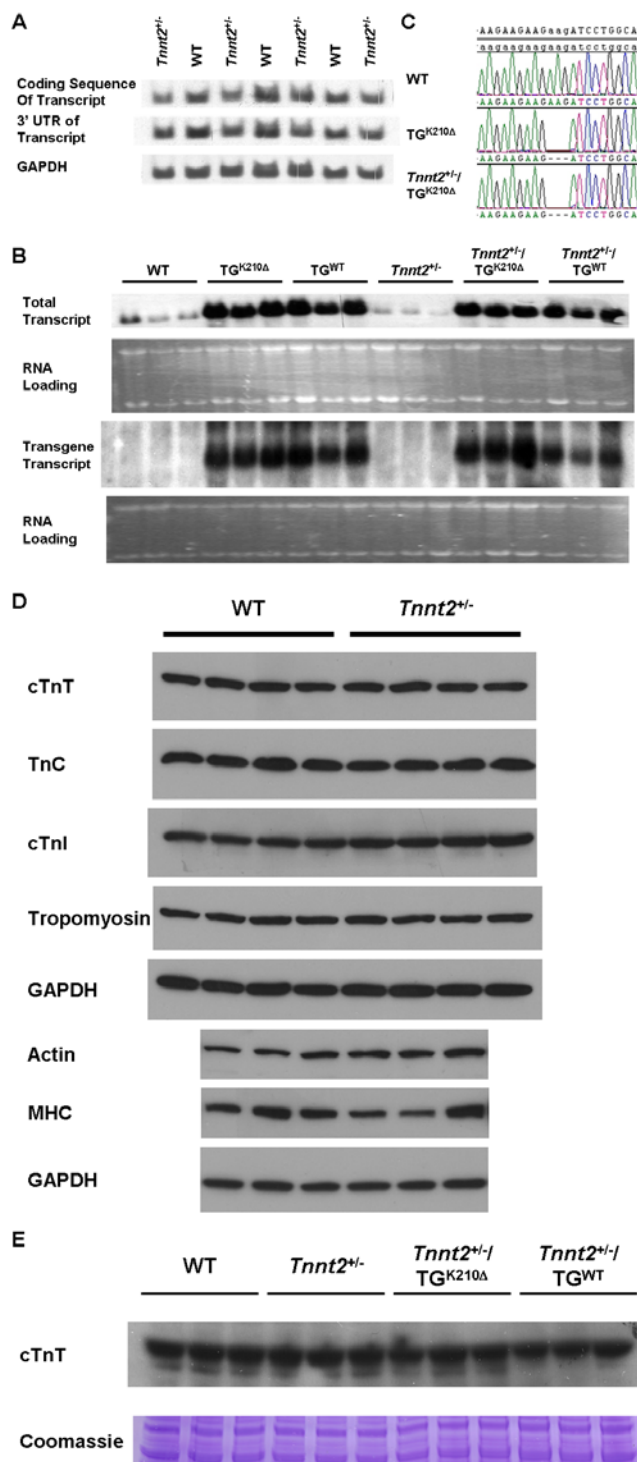 A
Tnnt2+/-
WT
Tnnt2+/-
WT
Tnnt2+/-
WT
Tnnt2+/-
Coding Sequence
Of Transcript
3' UTR of
Transcript
GAPDH
C
AAGAAGAAGaagATCCTGGCA
aagaagaagaagatcctggca
WT
AAGAAGAAGAAGATCCTGGCA
TGK210Δ
AAGAAGAAG---ATCCTGGCA
Tnnt2+/-/
TGK210Δ
AAGAAGAAG---ATCCTGGCA
B
WT
TGK210Δ
TGWT
Tnnt2+/-
Tnnt2+/-/
TGK210Δ
Tnnt2+/-/
TGWT
Total
Transcript
RNA
Loading
Transgene
Transcript
RNA
Loading
D
WT
Tnnt2+/-
cTnT
TnC
cTnI
Tropomyosin
GAPDH
Actin
MHC
GAPDH
E
WT
Tnnt2+/-
Tnnt2+/-/
TGK210Δ
Tnnt2+/-/
TGWT
cTnT
Coomassie